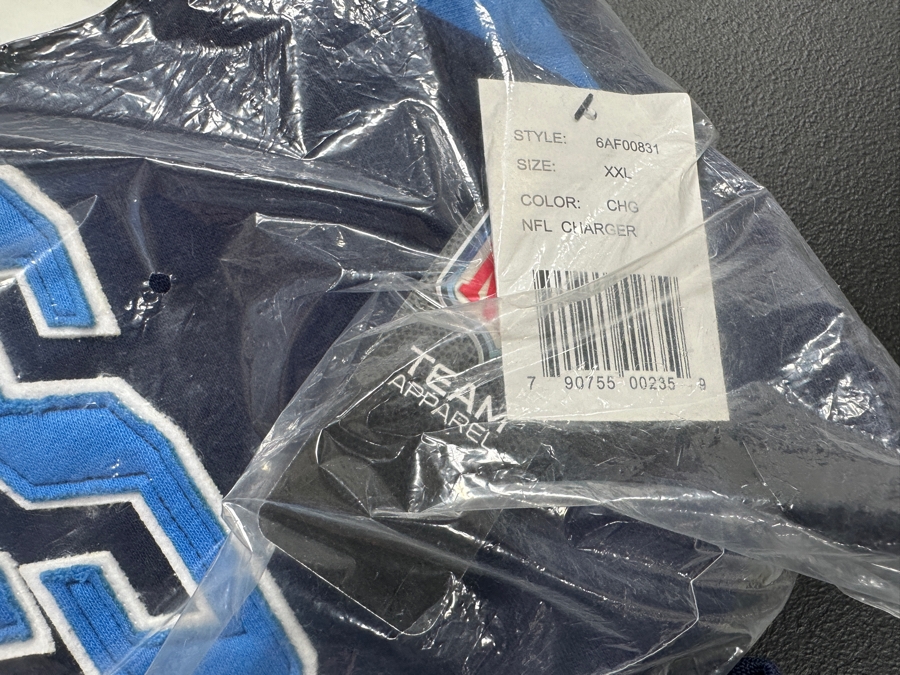 STYLE: 6AF00831
SIZE: XXL
COLOR: CHG
NFL CHARGER
7 90755 00235 9
TEAM
APPAREL